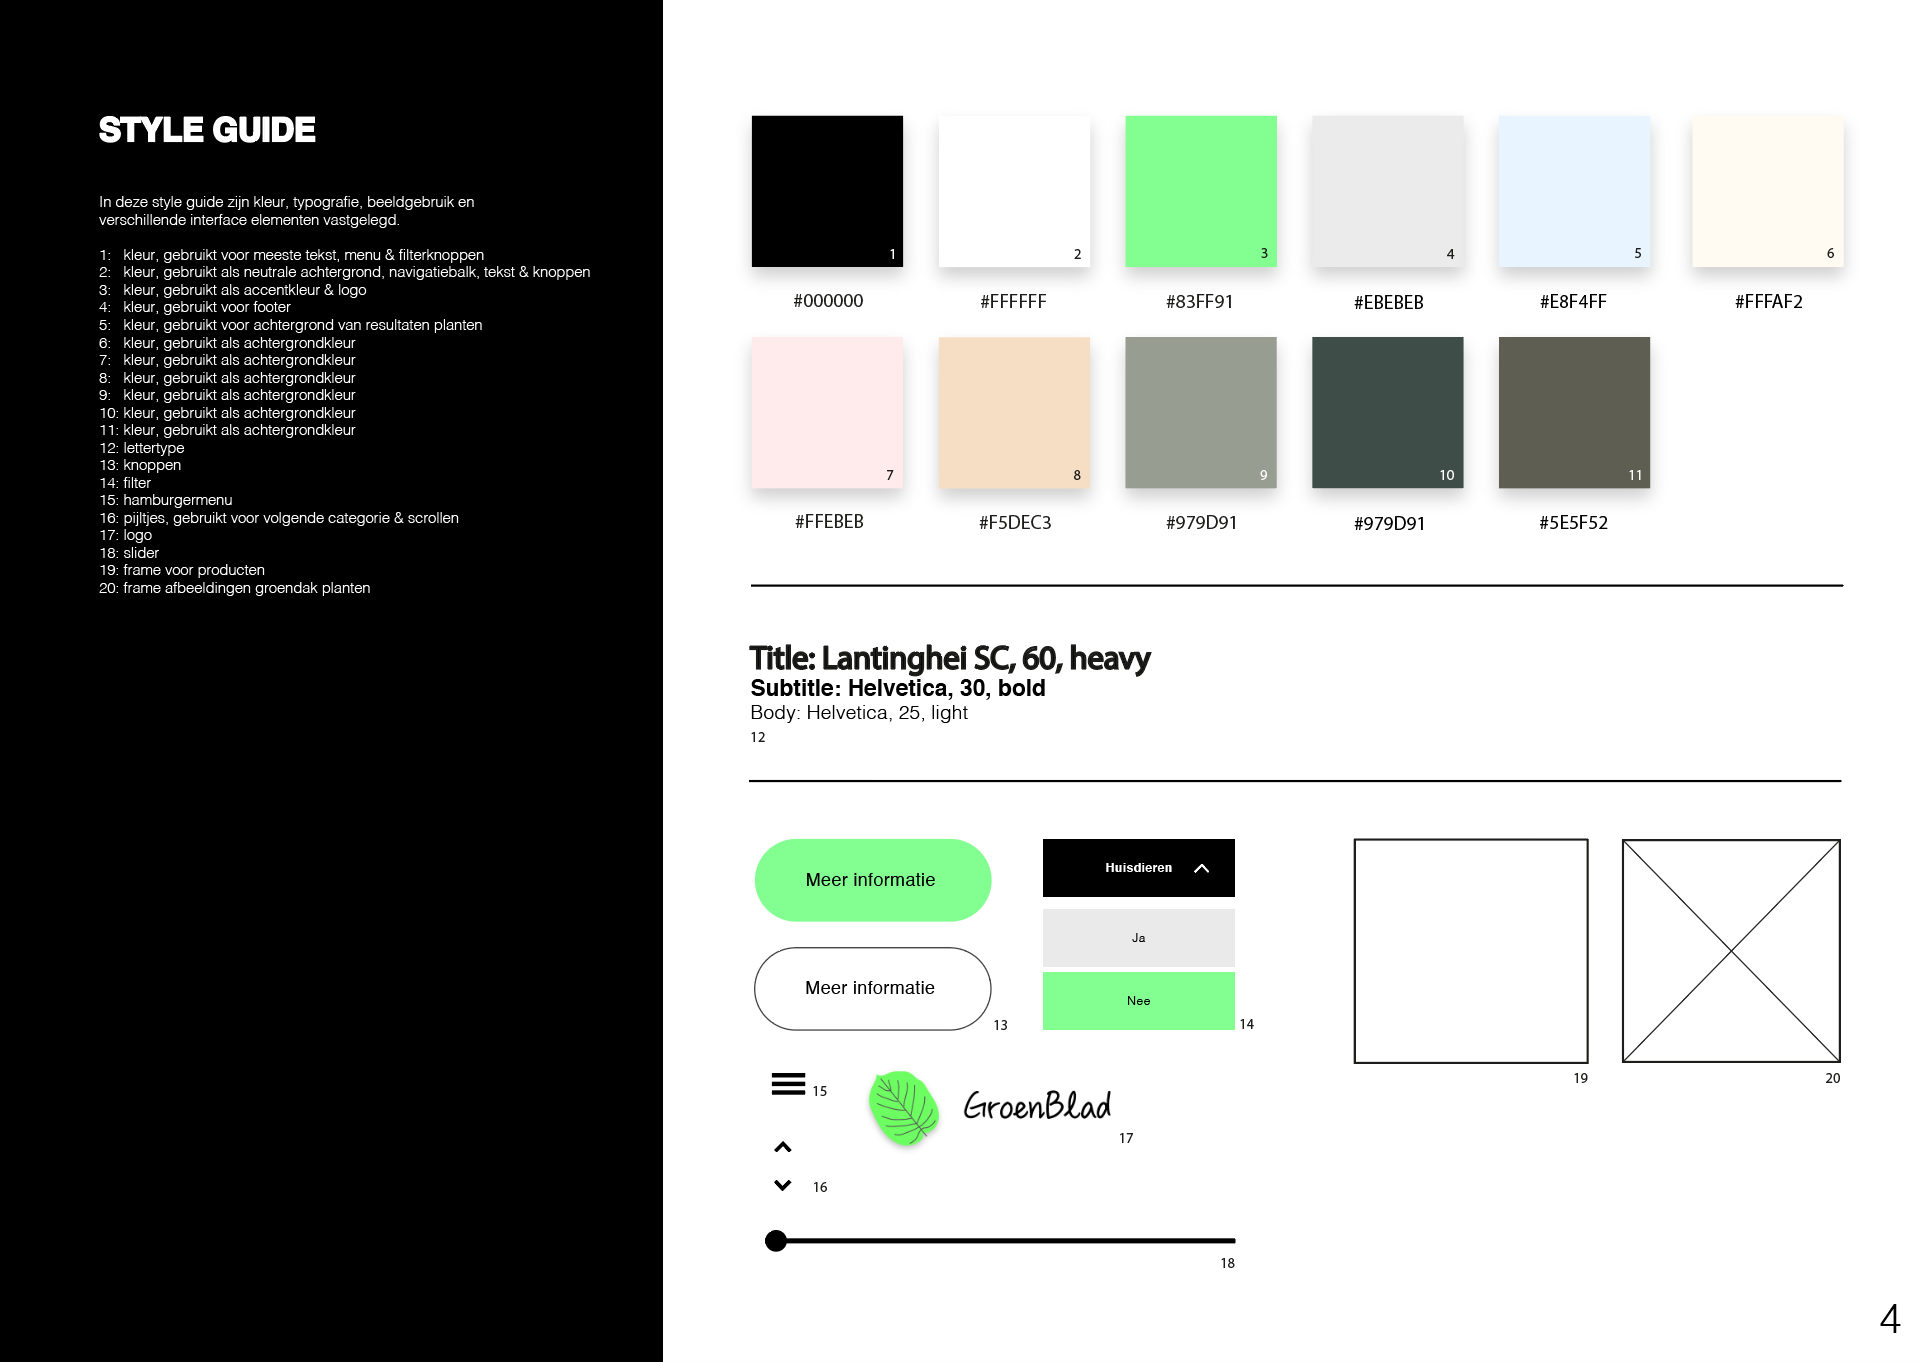 STYLE GUIDE
In deze style guide zijn kleur, typografie, beeldgebruik en
verschillende interface elementen vastgelegd.
1: kleur, gebruikt voor meeste tekst, menu & filterknoppen
2: kleur, gebruikt als neutrale achtergrond, navigatiebalk, tekst & knoppen
3: kleur, gebruikt als accentkleur & logo
4: kleur, gebruikt voor footer
5: kleur, gebruikt voor achtergrond van resultaten planten
6: kleur, gebruikt als achtergrondkleur
7: kleur, gebruikt als achtergrondkleur
8: kleur, gebruikt als achtergrondkleur
9: kleur, gebruikt als achtergrondkleur
10: kleur, gebruikt als achtergrondkleur
11: kleur, gebruikt als achtergrondkleur
12: lettertype
13: knoppen
14: filter
15: hamburgermenu
16: pijltjes, gebruikt voor volgende categorie & scrollen
17: logo
18: slider
19: frame voor producten
20: frame afbeeldingen groendak planten
1 2 3 4 5 6
#000000 #FFFFFF #83FF91 #EBEBEB #E8F4FF #FFFAF2
7 8 9 10 11
#FFEBEB #F5DEC3 #979D91 #979D91 #5E5F52
Title: Lantinghei SC, 60, heavy
Subtitle: Helvetica, 30, bold
Body: Helvetica, 25, light
12
Meer informatie
Meer informatie
13
Huisdieren
Ja
Nee
14
19
20
15
GroenBlad
17
16
18
4